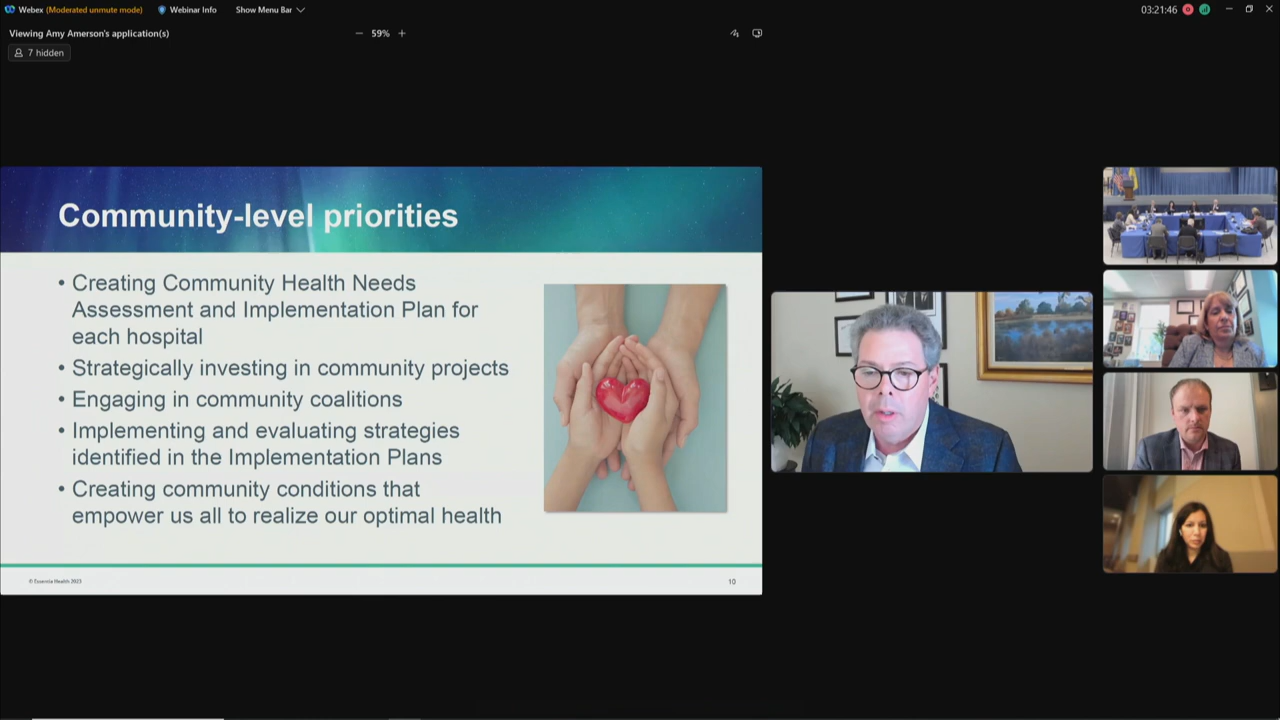 Webex (Moderated unmute mode) Webinar Info Show Menu Bar 03:21:46
Viewing Amy Amerson's application(s) 59%
7 hidden
Community-level priorities
• Creating Community Health Needs
Assessment and Implementation Plan for
each hospital
• Strategically investing in community projects
• Engaging in community coalitions
• Implementing and evaluating strategies
identified in the Implementation Plans
• Creating community conditions that
empower us all to realize our optimal health
© Essentia Health 2023 10